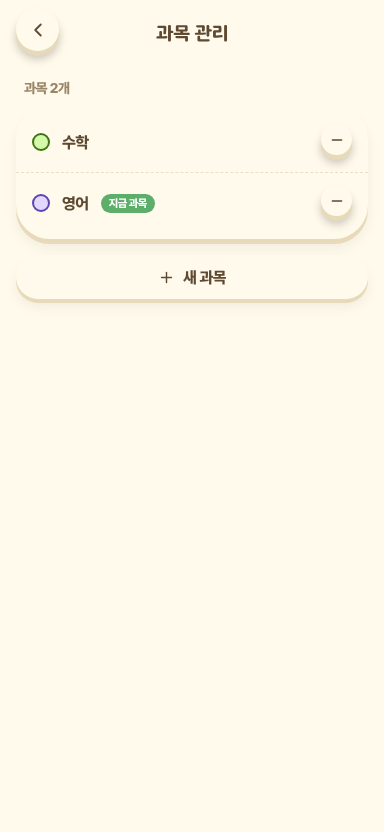 과목 관리
과목 2개
수학
영어 지금 과목
새 과목